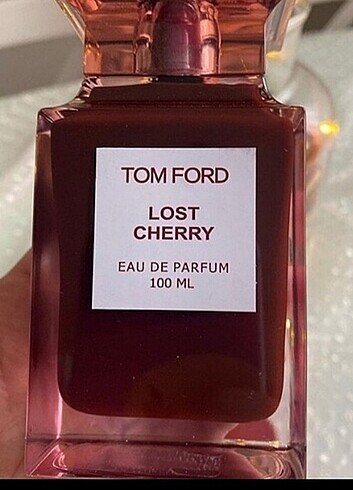 TOM FORD
LOST
CHERRY
EAU DE PARFUM
100 ML